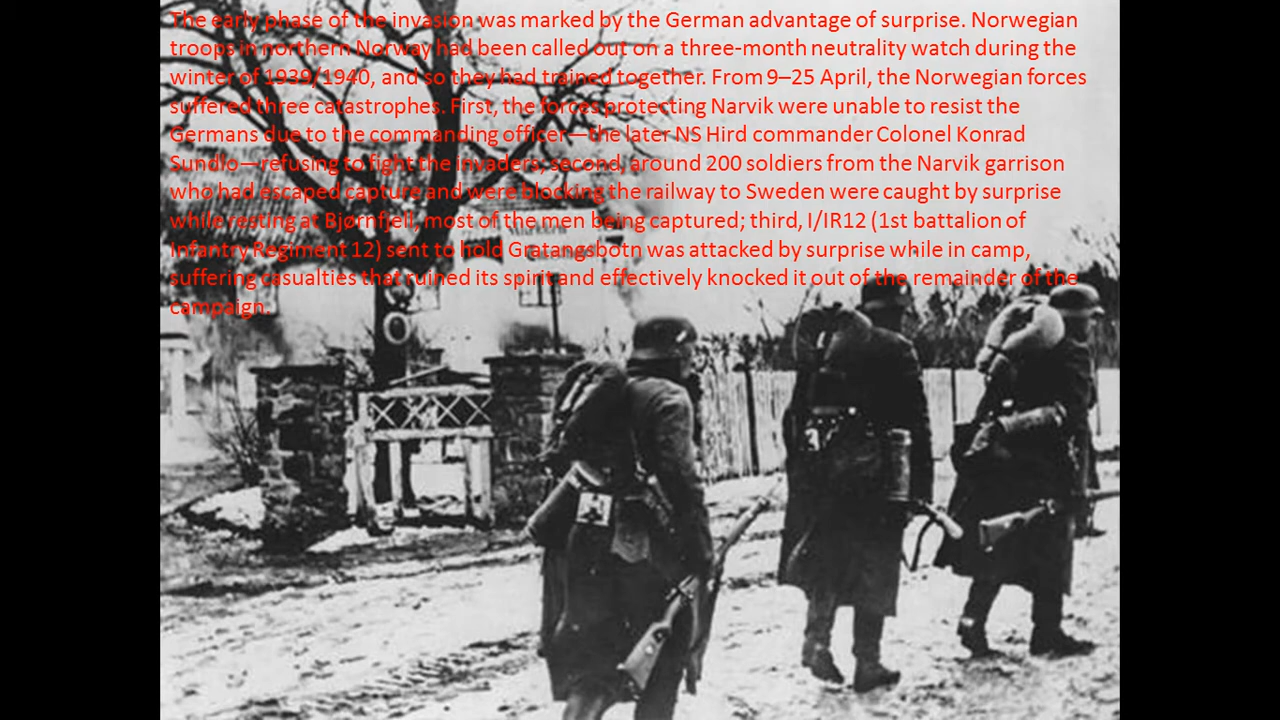 The early phase of the invasion was marked by the German advantage of surprise. Norwegian
troops in northern Norway had been called out on a three-month neutrality watch during the
winter of 1939/1940, and so they had trained together. From 9–25 April, the Norwegian forces
suffered three catastrophes. First, the forces protecting Narvik were unable to resist the
Germans due to the commanding officer—the later NS Hird commander Colonel Konrad
Sundlo—refusing to fight the invaders; second, around 200 soldiers from the Narvik garrison
who had escaped capture and were blocking the railway to Sweden were caught by surprise
while resting at Bjørnfjell, most of the men being captured; third, I/IR12 (1st battalion of
Infantry Regiment 12) sent to hold Gratangsbotn was attacked by surprise while in camp,
suffering casualties that ruined its spirit and effectively knocked it out of the remainder of the
campaign.